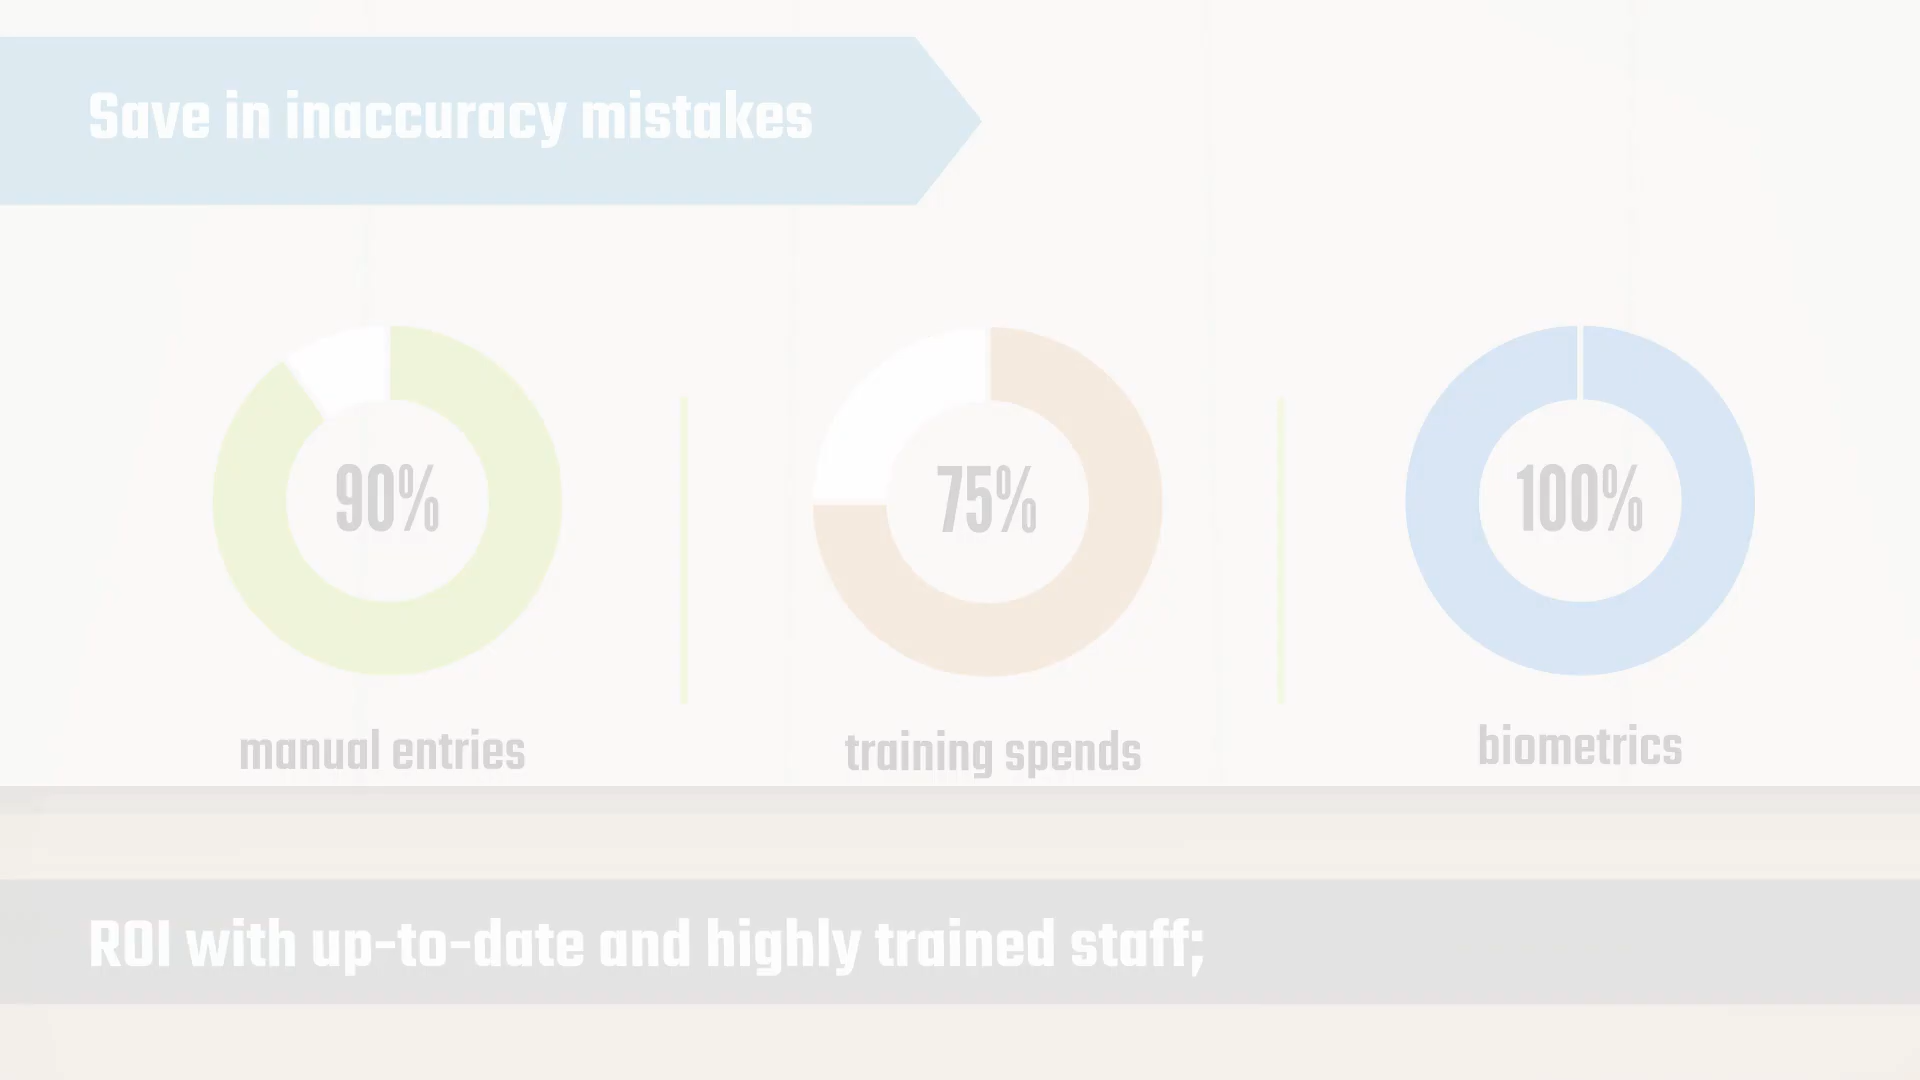 Save in inaccuracy mistakes
90%
75%
100%
manual entries
training spends
biometrics
ROI with up-to-date and highly trained staff;